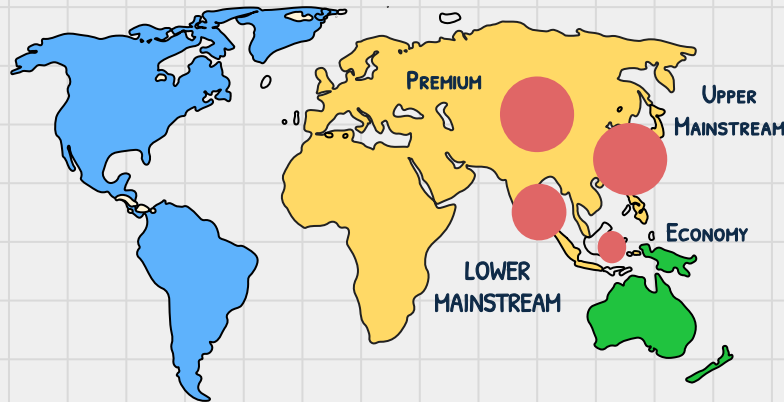 Premium
Upper
Mainstream
Economy
LOWER
MAINSTREAM